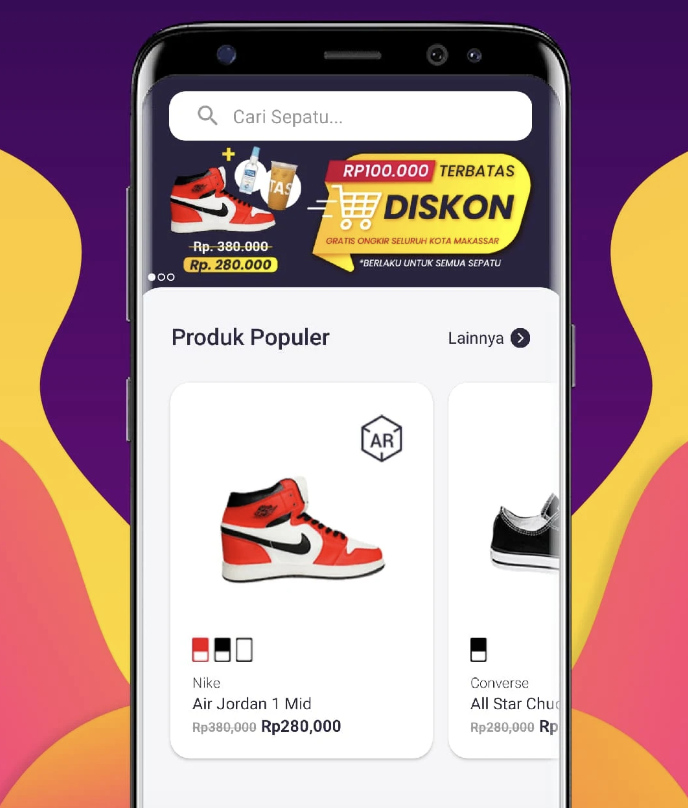 Cari Sepatu...
RP100.000 TERBATAS
DISKON
GRATIS ONGKIR SELURUH KOTA MAKASSAR
*BERLAKU UNTUK SEMUA SEPATU
+
TAS
Rp. 380.000
Rp. 280.000
Produk Populer
Lainnya
AR
Nike
Air Jordan 1 Mid
Rp380,000 Rp280,000
Converse
All Star Chuc
Rp280,000 Rp